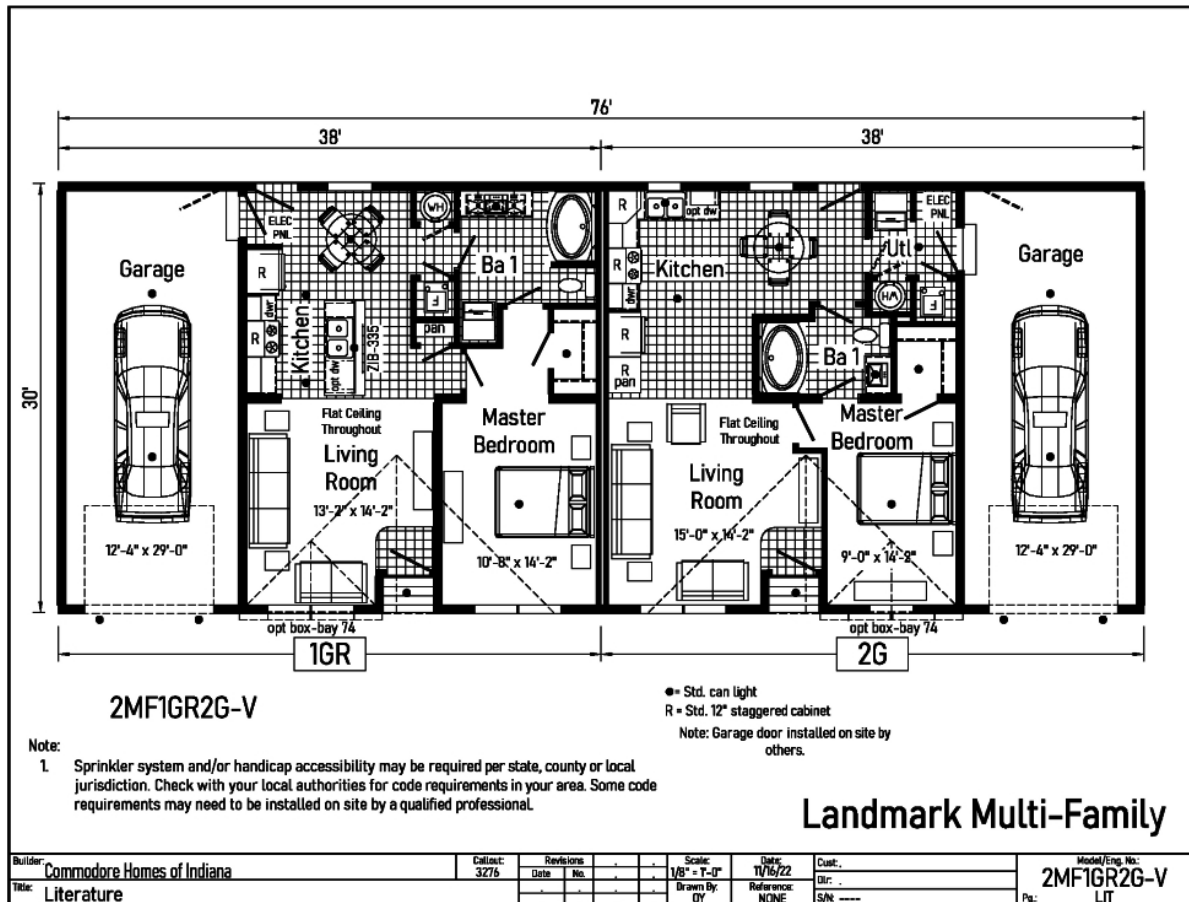 76'
38'
38'
30'
Garage
ELEC
PNL
WH
R
dwr
R
Kitchen
opt dw
ZIB-335
F
pan
Ba 1
Flat Ceiling
Throughout
Living
Room
13'-2" x 14'-2"
Master
Bedroom
10'-8" x 14'-2"
12'-4" x 29'-0"
opt box-bay 74
1GR
R
opt dw
R
dwr
Kitchen
R
R
pan
Utl
ELEC
PNL
WH
F
Ba 1
Garage
Flat Ceiling
Throughout
Living
Room
15'-0" x 14'-2"
Master
Bedroom
9'-0" x 14'-2"
12'-4" x 29'-0"
opt box-bay 74
2G
2MF1GR2G-V
●= Std. can light
R = Std. 12" staggered cabinet
Note: Garage door installed on site by
others.
Note:
1. Sprinkler system and/or handicap accessibility may be required per state, county or local
jurisdiction. Check with your local authorities for code requirements in your area. Some code
requirements may need to be installed on site by a qualified professional.
Landmark Multi-Family
Builder: Commodore Homes of Indiana
Title: Literature
Callout:
3276
Revisions
Date No.
Scale:
1/8" = 1'-0"
Drawn By:
DY
Date:
11/16/22
Reference:
NONE
Cust: .
Dlr: .
S/N: ----
Model/Eng. No.:
2MF1GR2G-V
Pg.: LIT